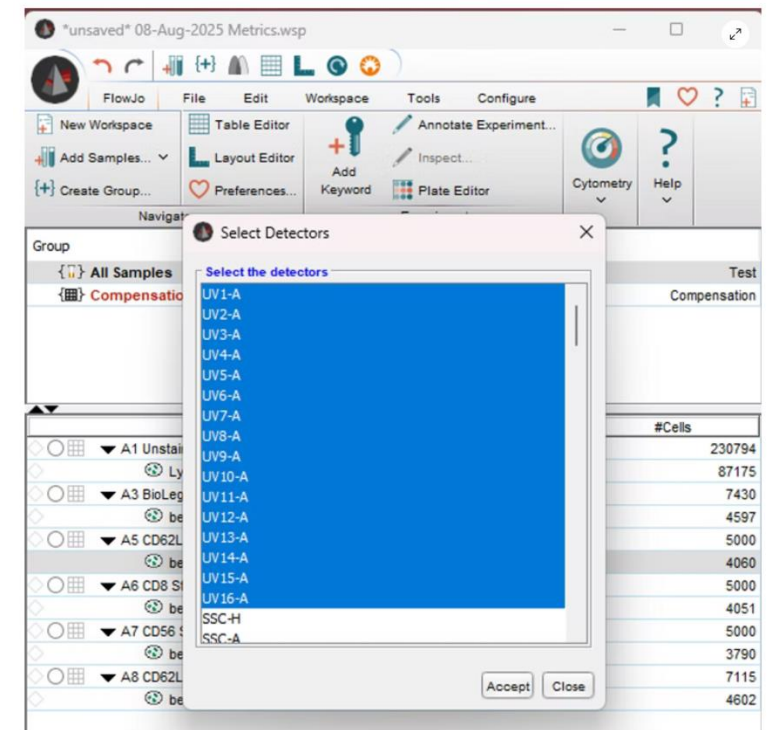 *unsaved* 08-Aug-2025 Metrics.wsp
FlowJo File Edit Workspace Tools Configure
New Workspace Table Editor Annotate Experiment...
Add Samples... Layout Editor Inspect...
{+} Create Group... Preferences... Add Keyword Plate Editor Cytometry Help
Navigat
Select Detectors
Group
Select the detectors
{ } All Samples Test
{ } Compensatio Compensation
UV1-A
UV2-A
UV3-A
UV4-A
UV5-A
UV6-A
UV7-A
UV8-A
UV9-A
UV10-A
UV11-A
UV12-A
UV13-A
UV14-A
UV15-A
UV16-A
SSC-H
SSC-A
Accept Close
#Cells
A1 Unstai 230794
Ly 87175
A3 BioLeg 7430
be 4597
A5 CD62L 5000
be 4060
A6 CD8 S 5000
be 4051
A7 CD56 5000
be 3790
A8 CD62L 7115
be 4602